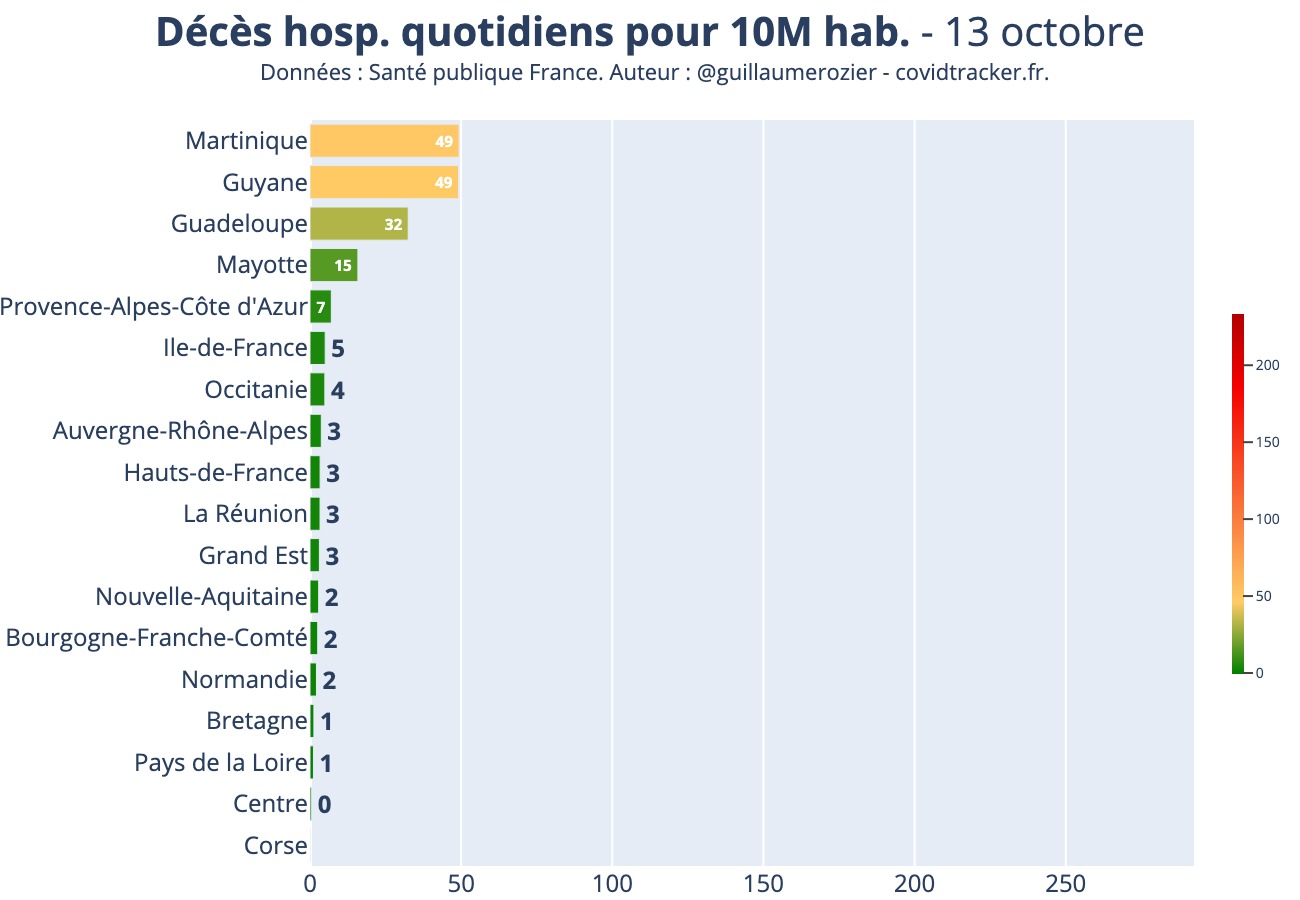 Décès hosp. quotidiens pour 10M hab. - 13 octobre
Données : Santé publique France. Auteur : @guillaumerozier - covidtracker.fr.
Martinique 49
Guyane 49
Guadeloupe 32
Mayotte 15
Provence-Alpes-Côte d'Azur 7
Ile-de-France 5
Occitanie 4
Auvergne-Rhône-Alpes 3
Hauts-de-France 3
La Réunion 3
Grand Est 3
Nouvelle-Aquitaine 2
Bourgogne-Franche-Comté 2
Normandie 2
Bretagne 1
Pays de la Loire 1
Centre 0
Corse
0 50 100 150 200 250
200
150
100
50
0